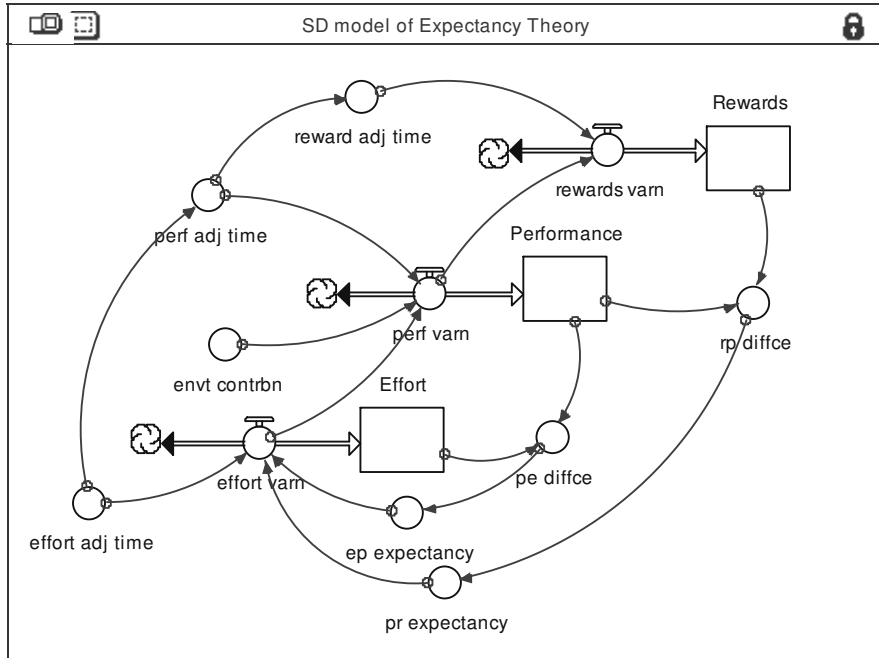 SD model of Expectancy Theory
Rewards
reward adj time
rewards varn
perf adj time
Performance
perf varn
rp diffce
envt contrbn
Effort
effort varn
pe diffce
effort adj time
ep expectancy
pr expectancy